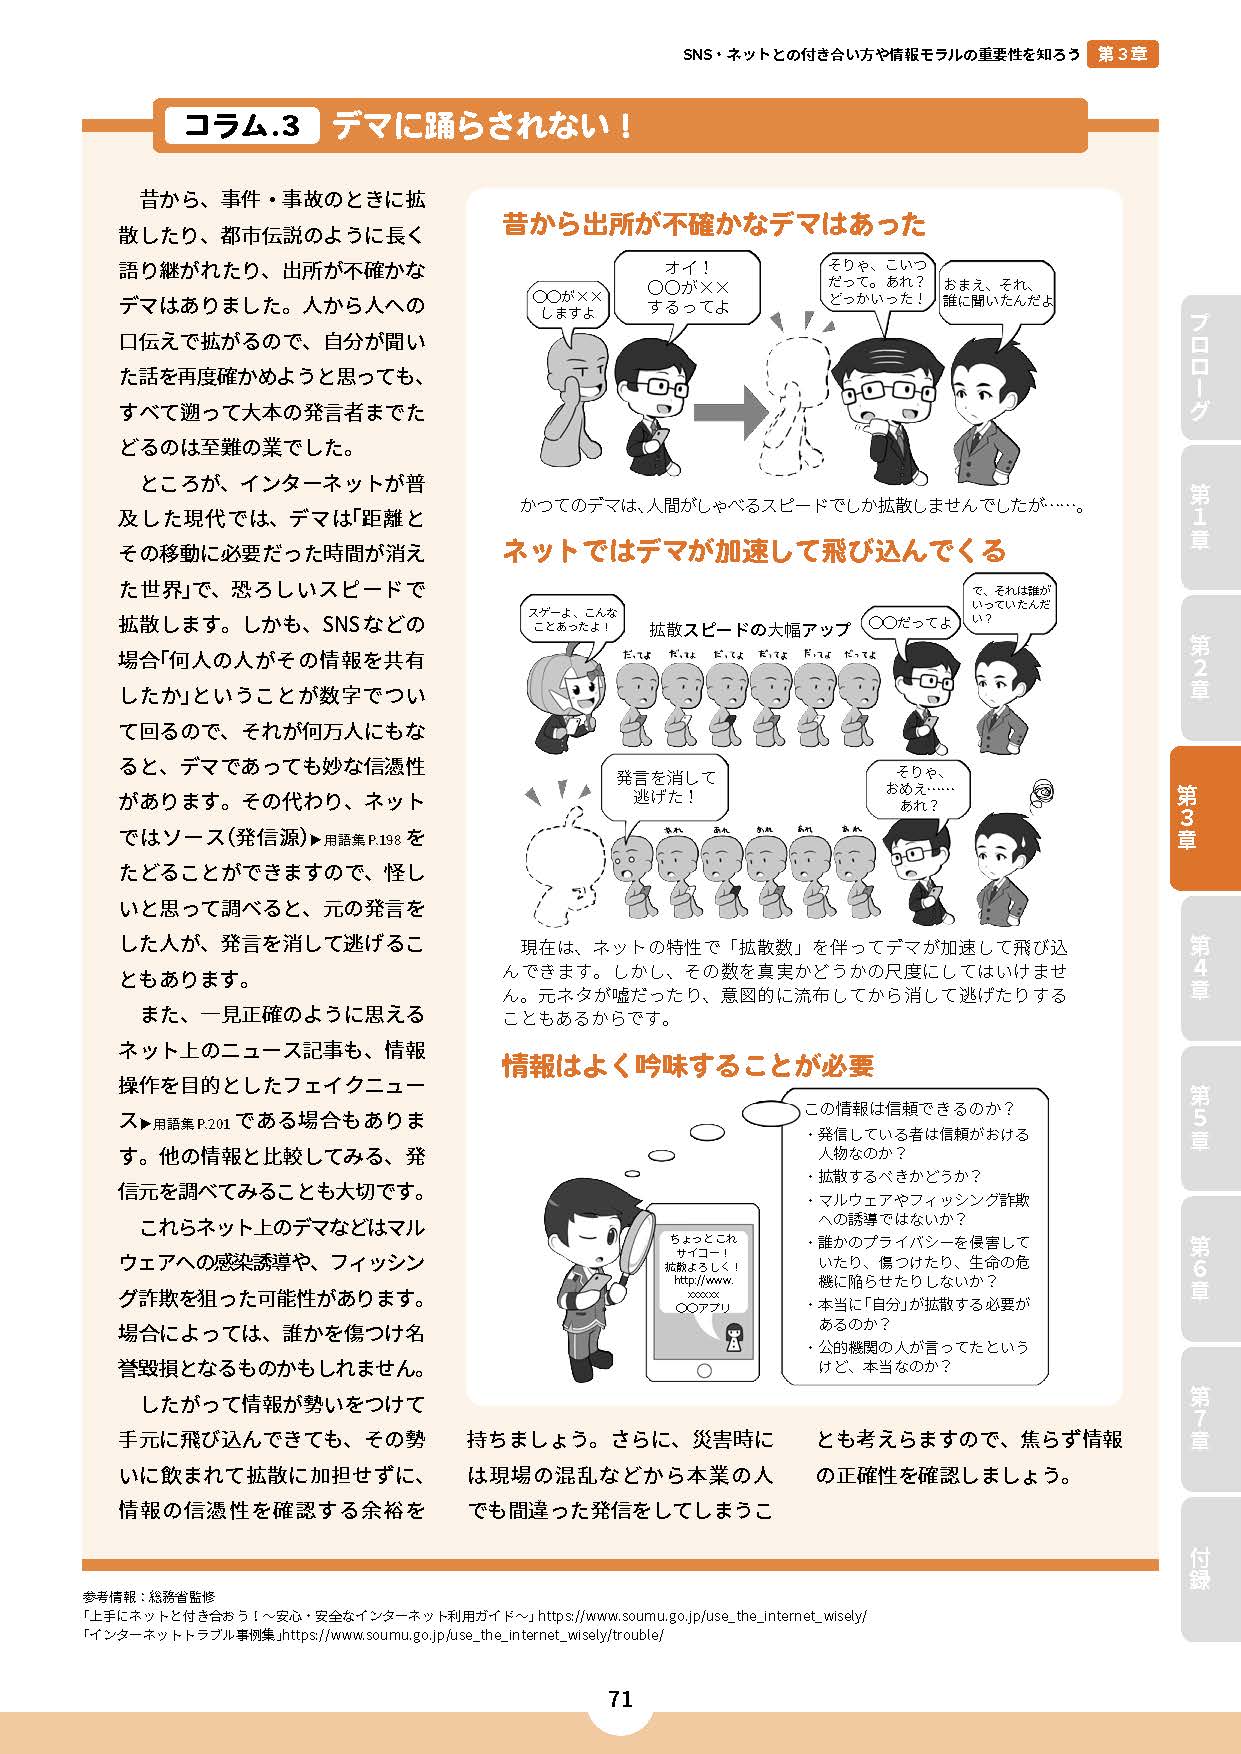 SNS・ネットとの付き合い方や情報モラルの重要性を知ろう 第３章
コラム.3 デマに踊らされない！
昔から、事件・事故のときに拡
散したり、都市伝説のように長く
語り継がれたり、出所が不確かな
デマはありました。人から人への
口伝えで拡がるので、自分が聞い
た話を再度確かめようと思っても、
すべて遡って大本の発言者までた
どるのは至難の業でした。
ところが、インターネットが普
及した現代では、デマは「距離と
その移動に必要だった時間が消え
た世界」で、恐ろしいスピードで
拡散します。しかも、SNSなどの
場合「何人の人がその情報を共有
したか」ということが数字でつい
て回るので、それが何万人にもな
ると、デマであっても妙な信憑性
があります。その代わり、ネット
ではソース（発信源）▶用語集P.198を
たどることができますので、怪し
いと思って調べると、元の発言を
した人が、発言を消して逃げるこ
ともあります。
また、一見正確のように思える
ネット上のニュース記事も、情報
操作を目的としたフェイクニュー
ス▶用語集P.201である場合もありま
す。他の情報と比較してみる、発
信元を調べてみることも大切です。
これらネット上のデマなどはマル
ウェアへの感染誘導や、フィッシン
グ詐欺を狙った可能性があります。
場合によっては、誰かを傷つけ名
誉毀損となるものかもしれません。
したがって情報が勢いをつけて
手元に飛び込んできても、その勢
いに飲まれて拡散に加担せずに、
情報の信憑性を確認する余裕を
昔から出所が不確かなデマはあった
〇〇が××
しますよ
オイ！
〇〇が××
するってよ
そりゃ、こいつ
だって。あれ？
どっかいった！
おまえ、それ、
誰に聞いたんだよ
かつてのデマは、人間がしゃべるスピードでしか拡散しませんでしたが……。
ネットではデマが加速して飛び込んでくる
スゲーよ、こんな
ことあったよ！
拡散スピードの大幅アップ
〇〇だってよ
で、それは誰が
いっていたんだ
い？
だってよ だってよ だってよ だってよ だってよ だってよ
発言を消して
逃げた！
そりゃ、
おめえ……
あれ？
あれ あれ あれ あれ あれ
現在は、ネットの特性で「拡散数」を伴ってデマが加速して飛び込
んできます。しかし、その数を真実かどうかの尺度にしてはいけませ
ん。元ネタが嘘だったり、意図的に流布してから消して逃げたりする
こともあるからです。
情報はよく吟味することが必要
ちょっとこれ
サイコー！
拡散よろしく！
http://www.
xxxxxx
〇〇アプリ
この情報は信頼できるのか？
・発信している者は信頼がおける
人物なのか？
・拡散するべきかどうか？
・マルウェアやフィッシング詐欺
への誘導ではないか？
・誰かのプライバシーを侵害して
いたり、傷つけたり、生命の危
機に陥らせたりしないか？
・本当に「自分」が拡散する必要が
あるのか？
・公的機関の人が言ってたという
けど、本当なのか？
持ちましょう。さらに、災害時に
は現場の混乱などから本業の人
でも間違った発信をしてしまうこ
とも考えらますので、焦らず情報
の正確性を確認しましょう。
参考情報：総務省監修
「上手にネットと付き合おう！～安心・安全なインターネット利用ガイド～」https://www.soumu.go.jp/use_the_internet_wisely/
「インターネットトラブル事例集」https://www.soumu.go.jp/use_the_internet_wisely/trouble/
71
プロローグ
第１章
第２章
第３章
第４章
第５章
第６章
第７章
付録